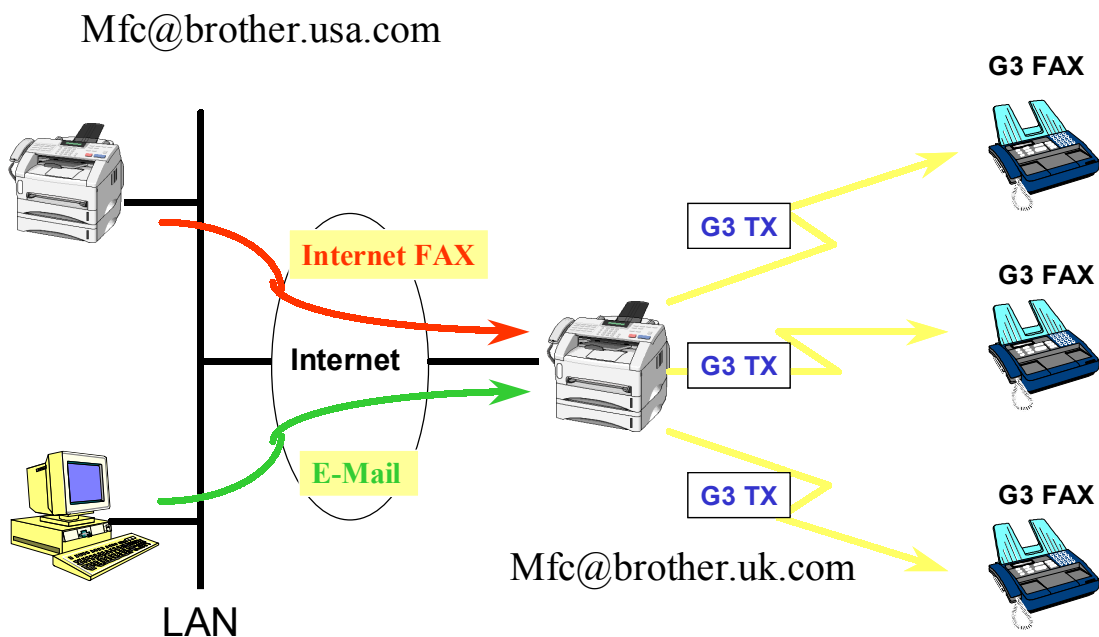 Mfc@brother.usa.com
G3 FAX
G3 TX
Internet FAX
G3 FAX
Internet
G3 TX
E-Mail
G3 TX
G3 FAX
Mfc@brother.uk.com
LAN